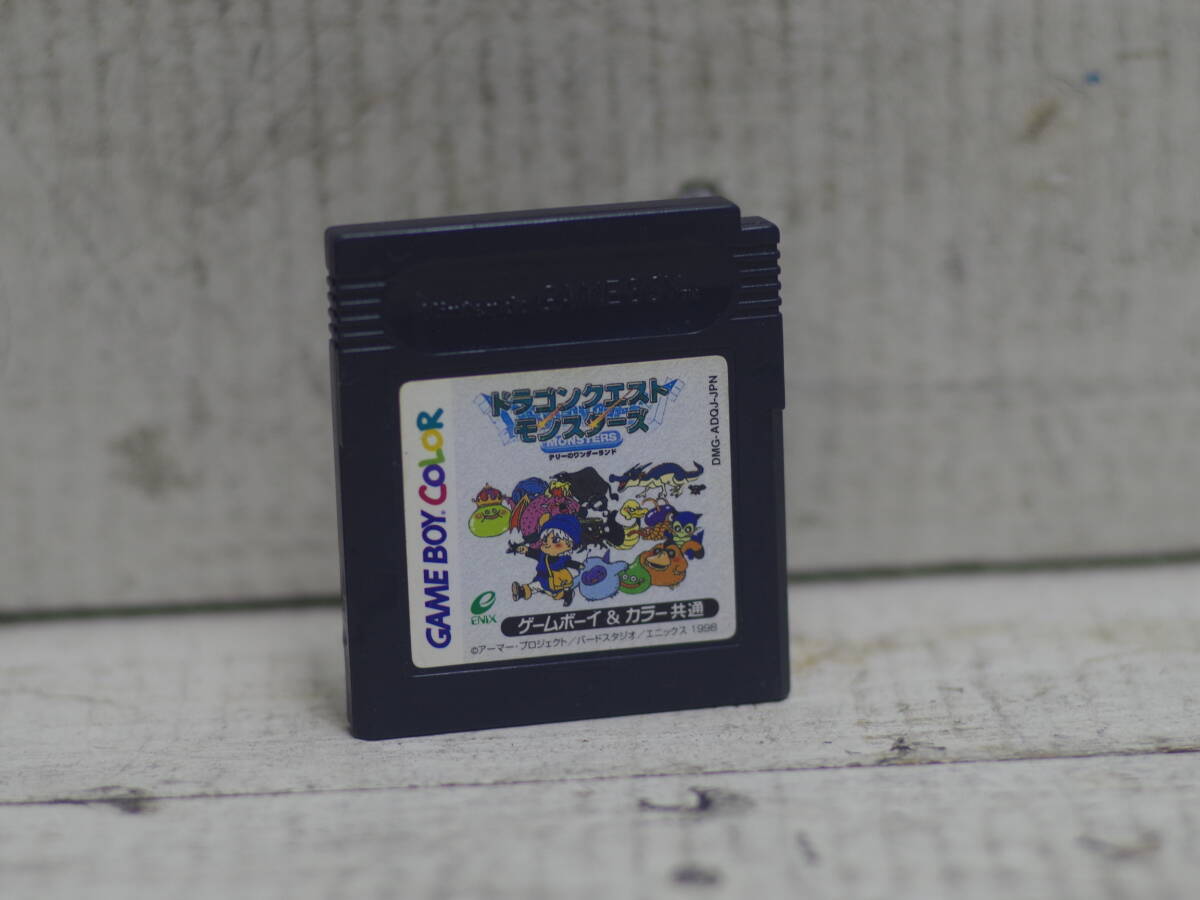 Nintendo GAME BOY
GAME BOY COLOR
ドラゴンクエスト
モンスターズ
MONSTERS
テリーのワンダーランド
DMG-ADQJ-JPN
ENIX
ゲームボーイ & カラー共通
©アーマー・プロジェクト/バードスタジオ/エニックス 1998